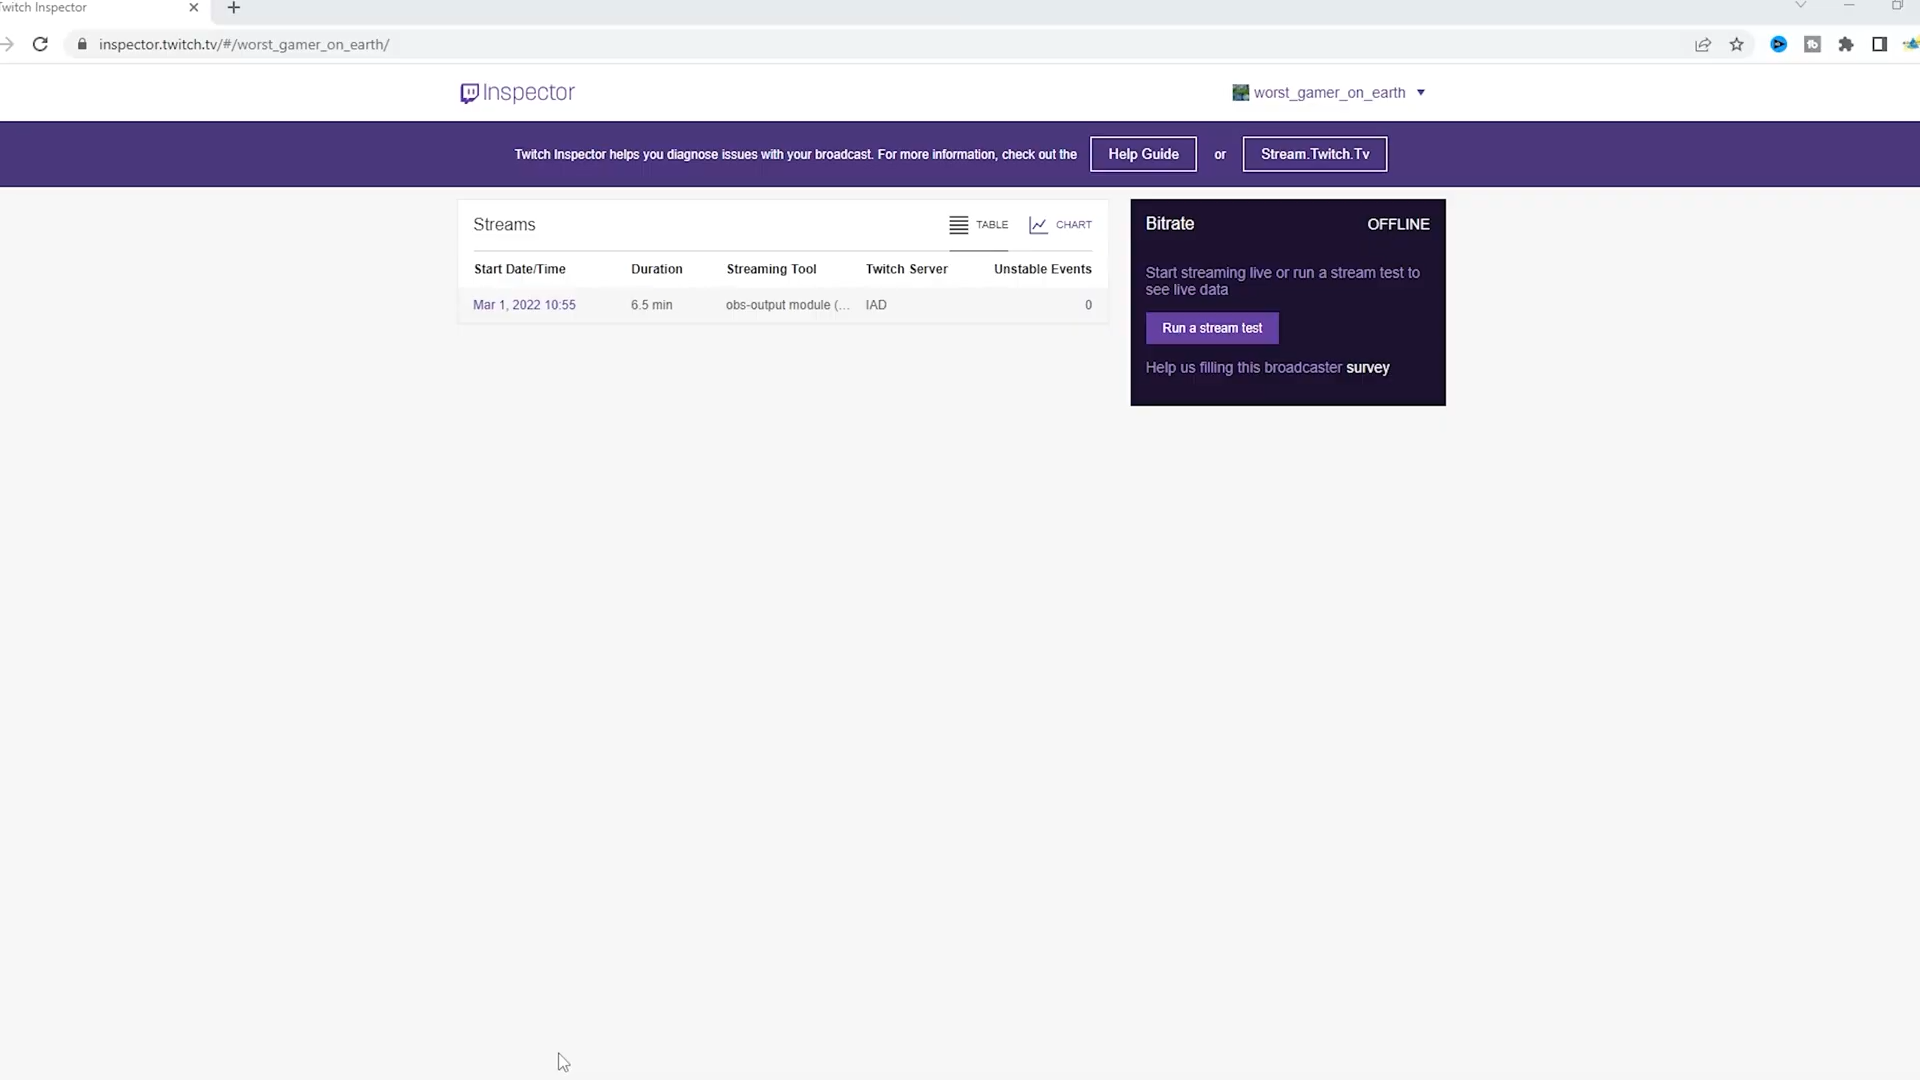 Twitch Inspector
inspector.twitch.tv/#/worst_gamer_on_earth/
Inspector
worst_gamer_on_earth
Twitch Inspector helps you diagnose issues with your broadcast. For more information, check out the Help Guide or Stream.Twitch.Tv
Streams TABLE CHART
Start Date/Time Duration Streaming Tool Twitch Server Unstable Events
Mar 1, 2022 10:55 6.5 min obs-output module (... IAD 0
Bitrate OFFLINE
Start streaming live or run a stream test to
see live data
Run a stream test
Help us filling this broadcaster survey